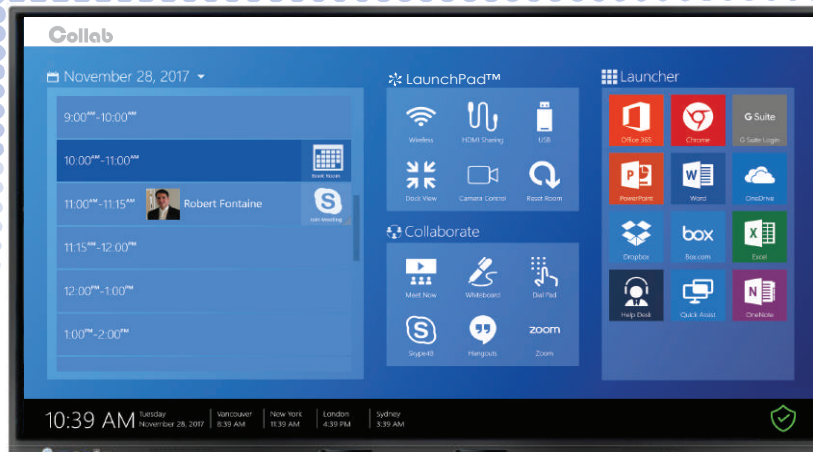 Collab
November 28, 2017
9:00AM-10:00AM
10:00AM-11:00AM
Book Room
11:00AM-11:15AM
Robert Fontaine
Join Meeting
11:15AM-12:00PM
12:00PM-1:00PM
1:00PM-2:00PM
LaunchPad™
Wireless
HDMI Sharing
USB
Dock View
Camera Control
Reset Room
Collaborate
Meet Now
Whiteboard
Dial Pad
Skype4B
Hangouts
zoom
Zoom
Launcher
Office 365
Chrome
G Suite
G Suite Login
PowerPoint
Word
OneDrive
Dropbox
box
Box.com
Excel
Help Desk
Quick Assist
OneNote
10:39 AM
Tuesday
November 28, 2017
Vancouver
8:39 AM
New York
11:39 AM
London
4:39 PM
Sydney
3:39 AM